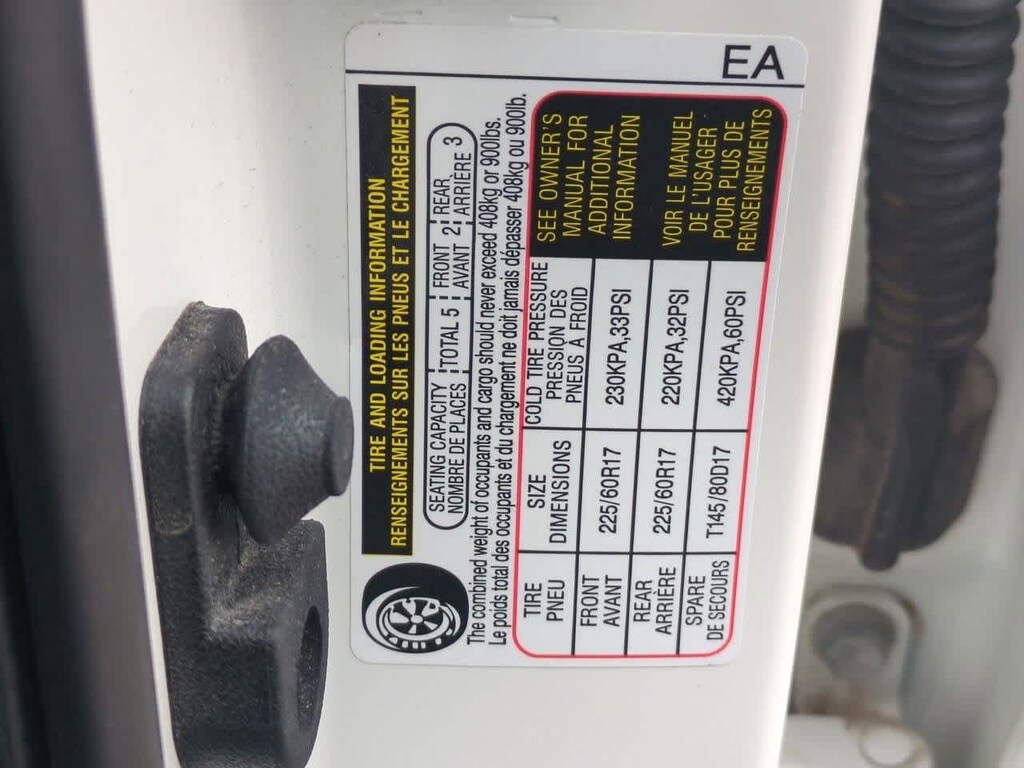 EA
TIRE AND LOADING INFORMATION
RENSEIGNEMENTS SUR LES PNEUS ET LE CHARGEMENT
SEATING CAPACITY TOTAL 5 FRONT 2 REAR 3
NOMBRE DE PLACES AVANT ARRIÈRE
The combined weight of occupants and cargo should never exceed 408kg or 900lbs.
Le poids total des occupants et du chargement ne doit jamais dépasser 408kg ou 900lb.
TIRE SIZE COLD TIRE PRESSURE
PNEU DIMENSIONS PRESSION DES
PNEUS À FROID
FRONT 225/60R17 230KPA,33PSI
AVANT
REAR 225/60R17 220KPA,32PSI
ARRIÈRE
SPARE T145/80D17 420KPA,60PSI
DE SECOURS
SEE OWNER'S
MANUAL FOR
ADDITIONAL
INFORMATION
VOIR LE MANUEL
DE L'USAGER
POUR PLUS DE
RENSEIGNEMENTS